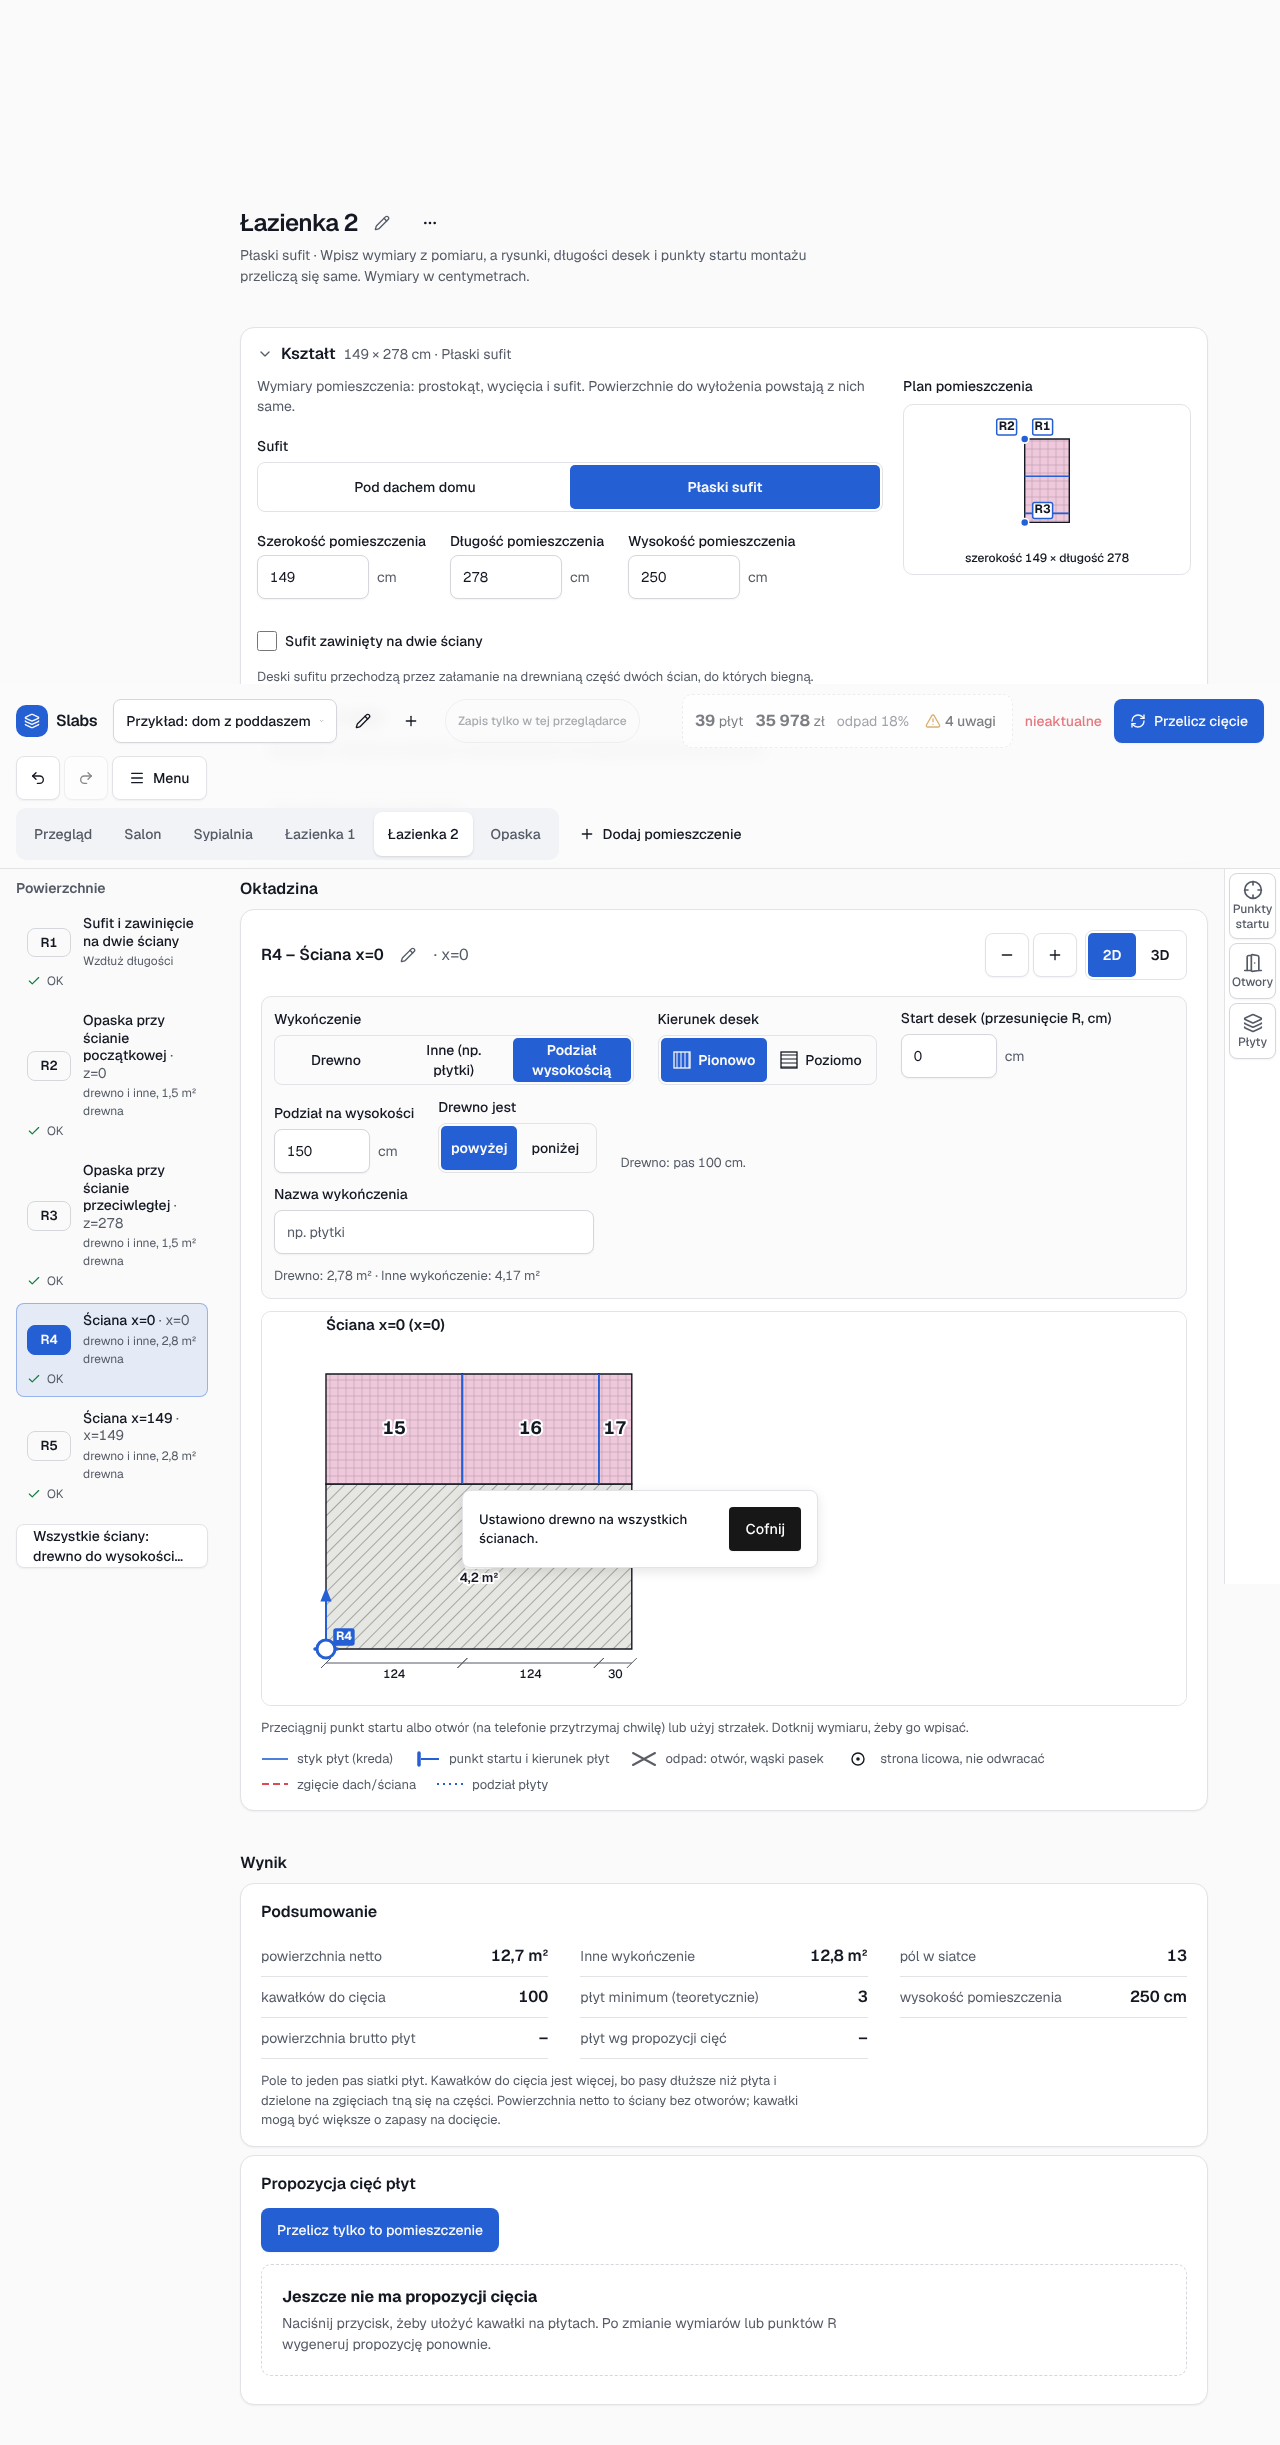 Łazienka 2
Płaski sufit · Wpisz wymiary z pomiaru, a rysunki, długości desek i punkty startu montażu
przeliczą się same. Wymiary w centymetrach.
Kształt 149 × 278 cm · Płaski sufit
Wymiary pomieszczenia: prostokąt, wycięcia i sufit. Powierzchnie do wyłożenia powstają z nich
same.
Sufit
Pod dachem domu
Płaski sufit
Szerokość pomieszczenia
Długość pomieszczenia
Wysokość pomieszczenia
149 cm
278 cm
250 cm
Sufit zawinięty na dwie ściany
Deski sufitu przechodzą przez załamanie na drewnianą część dwóch ścian, do których biegną.
Plan pomieszczenia
R2 R1
R3
szerokość 149 × długość 278
Slabs
Przykład: dom z poddaszem
Zapis tylko w tej przeglądarce
39 płyt 35 978 zł odpad 18% 4 uwagi
nieaktualne
Przelicz cięcie
Menu
Przegląd
Salon
Sypialnia
Łazienka 1
Łazienka 2
Opaska
Dodaj pomieszczenie
Powierzchnie
R1
Sufit i zawinięcie
na dwie ściany
Wzdłuż długości
OK
R2
Opaska przy
ścianie
początkowej ·
z=0
drewno i inne, 1,5 m²
drewna
OK
R3
Opaska przy
ścianie
przeciwległej ·
z=278
drewno i inne, 1,5 m²
drewna
OK
R4
Ściana x=0 · x=0
drewno i inne, 2,8 m²
drewna
OK
R5
Ściana x=149 ·
x=149
drewno i inne, 2,8 m²
drewna
OK
Wszystkie ściany:
drewno do wysokości…
Okładzina
R4 – Ściana x=0 · x=0
2D
3D
Wykończenie
Drewno
Inne (np.
płytki)
Podział
wysokością
Kierunek desek
Pionowo
Poziomo
Start desek (przesunięcie R, cm)
0 cm
Podział na wysokości
150 cm
Drewno jest
powyżej
poniżej
Drewno: pas 100 cm.
Nazwa wykończenia
np. płytki
Drewno: 2,78 m² · Inne wykończenie: 4,17 m²
Ściana x=0 (x=0)
15
16
17
Ustawiono drewno na wszystkich
ścianach.
Cofnij
4,2 m²
R4
124
124
30
Przeciągnij punkt startu albo otwór (na telefonie przytrzymaj chwilę) lub użyj strzałek. Dotknij wymiaru, żeby go wpisać.
styk płyt (kreda)
punkt startu i kierunek płyt
odpad: otwór, wąski pasek
strona licowa, nie odwracać
zgięcie dach/ściana
podział płyty
Punkty
startu
Otwory
Płyty
Wynik
Podsumowanie
powierzchnia netto 12,7 m²
Inne wykończenie 12,8 m²
pól w siatce 13
kawałków do cięcia 100
płyt minimum (teoretycznie) 3
wysokość pomieszczenia 250 cm
powierzchnia brutto płyt –
płyt wg propozycji cięć –
Pole to jeden pas siatki płyt. Kawałków do cięcia jest więcej, bo pasy dłuższe niż płyta i
dzielone na zgięciach tną się na części. Powierzchnia netto to ściany bez otworów; kawałki
mogą być większe o zapasy na docięcie.
Propozycja cięć płyt
Przelicz tylko to pomieszczenie
Jeszcze nie ma propozycji cięcia
Naciśnij przycisk, żeby ułożyć kawałki na płytach. Po zmianie wymiarów lub punktów R
wygeneruj propozycję ponownie.